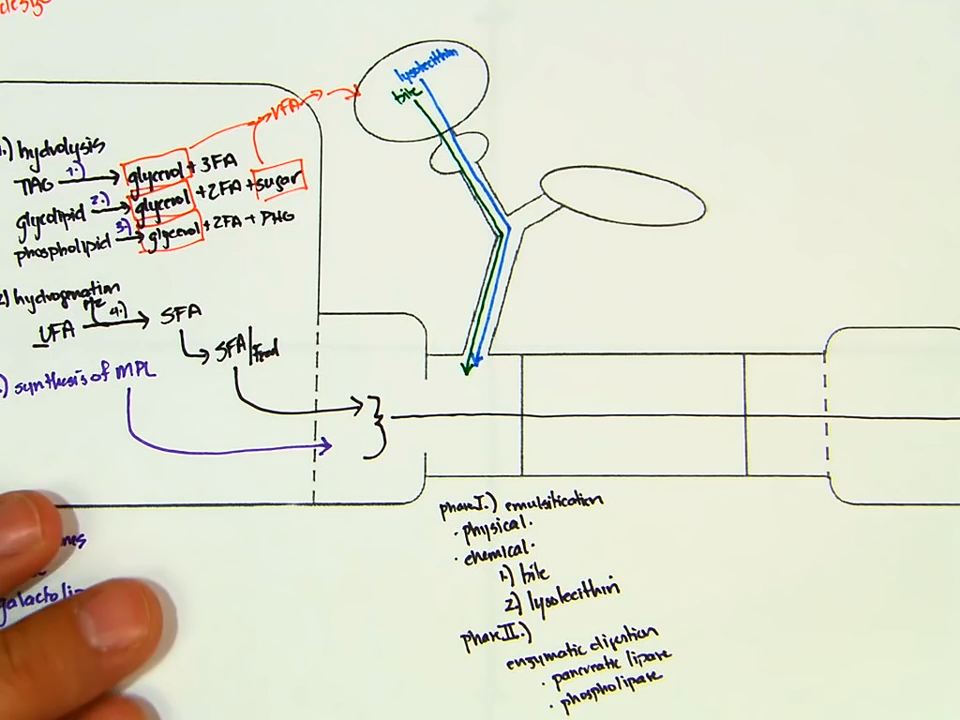 lysolecithin
bile
VFA
1.) hydrolysis
TAG 1.) glycerol + 3FA
glycolipid 2.) glycerol + 2FA + sugar
phospholipid 3.) glycerol + 2FA + PHG
2) hydrogenation
UFA 4.) SFA
SFA/
) synthesis of MPL
phase I.) emulsification
· physical.
· chemical.
1.) bile
2) lysolecithin
phase II.)
enzymatic digestion
· pancreatic lipase
· phospholipase